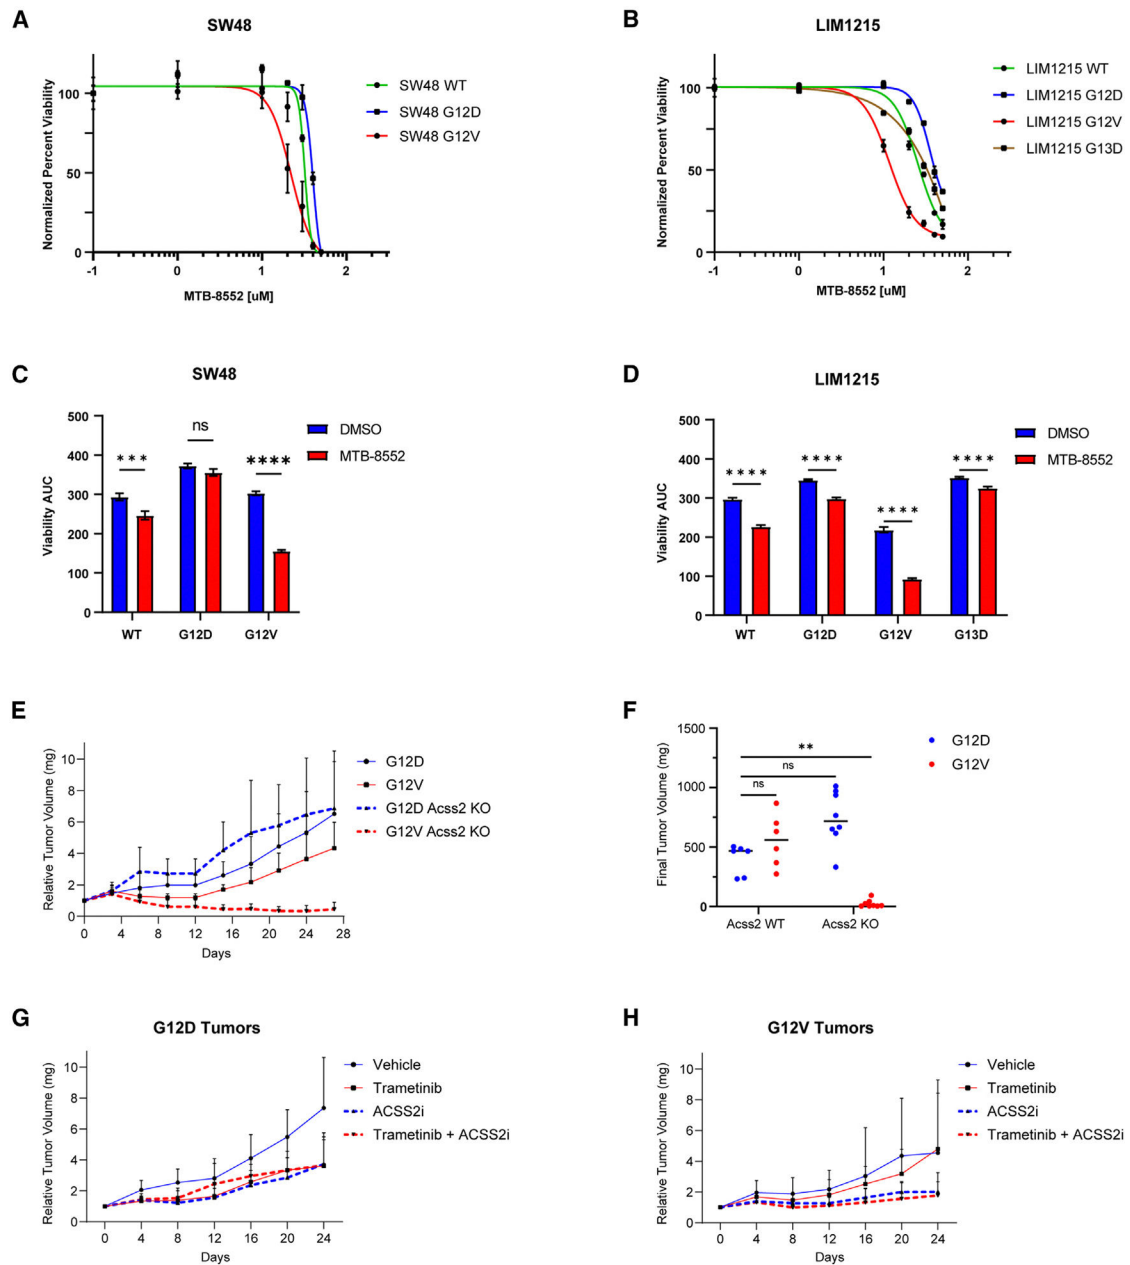 A
SW48
Normalized Percent Viability
100
50
0
-1
0
1
2
MTB-8552 [uM]
SW48 WT
SW48 G12D
SW48 G12V
B
LIM1215
Normalized Percent Viability
100
50
0
-1
0
1
2
MTB-8552 [uM]
LIM1215 WT
LIM1215 G12D
LIM1215 G12V
LIM1215 G13D
C
SW48
Viability AUC
500
400
300
200
100
0
***
ns
****
WT
G12D
G12V
DMSO
MTB-8552
D
LIM1215
Viability AUC
500
400
300
200
100
0
****
****
****
****
WT
G12D
G12V
G13D
DMSO
MTB-8552
E
Relative Tumor Volume (mg)
10
8
6
4
2
0
0
4
8
12
16
20
24
28
Days
G12D
G12V
G12D Acss2 KO
G12V Acss2 KO
F
Final Tumor Volume (mg)
1500
1000
500
0
**
ns
ns
Acss2 WT
Acss2 KO
G12D
G12V
G
G12D Tumors
Relative Tumor Volume (mg)
10
8
6
4
2
0
0
4
8
12
16
20
24
Days
Vehicle
Trametinib
ACSS2i
Trametinib + ACSS2i
H
G12V Tumors
Relative Tumor Volume (mg)
10
8
6
4
2
0
0
4
8
12
16
20
24
Days
Vehicle
Trametinib
ACSS2i
Trametinib + ACSS2i